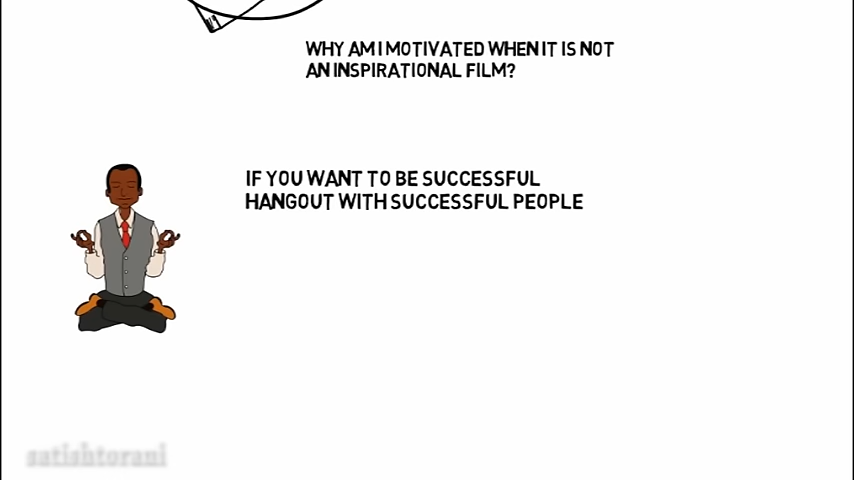 WHY AM I MOTIVATED WHEN IT IS NOT
AN INSPIRATIONAL FILM?
IF YOU WANT TO BE SUCCESSFUL
HANGOUT WITH SUCCESSFUL PEOPLE
satishtorani